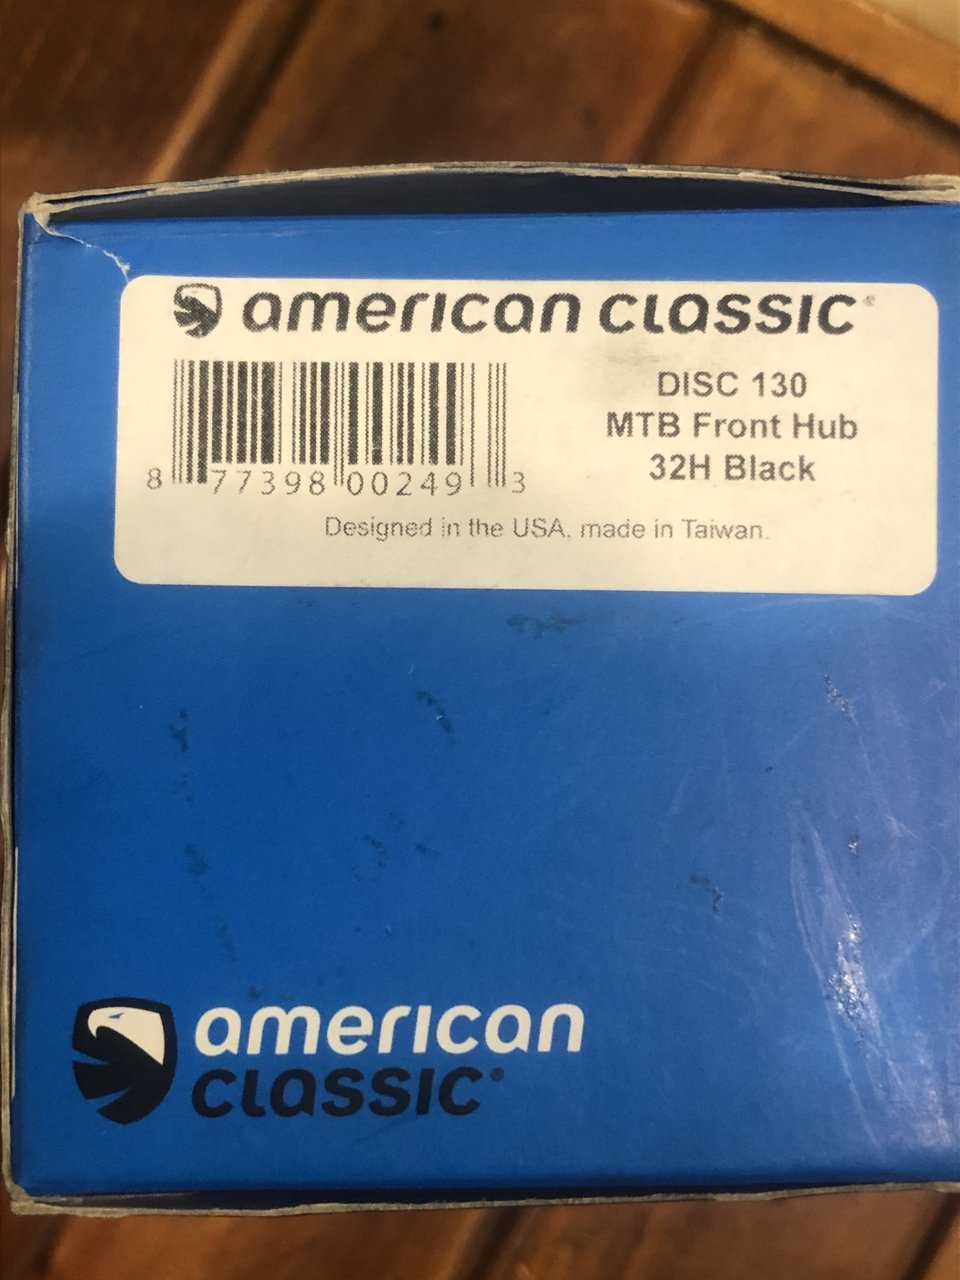 american classic®
DISC 130
MTB Front Hub
32H Black
8 77398 00249 3
Designed in the USA, made in Taiwan.
american
classic®